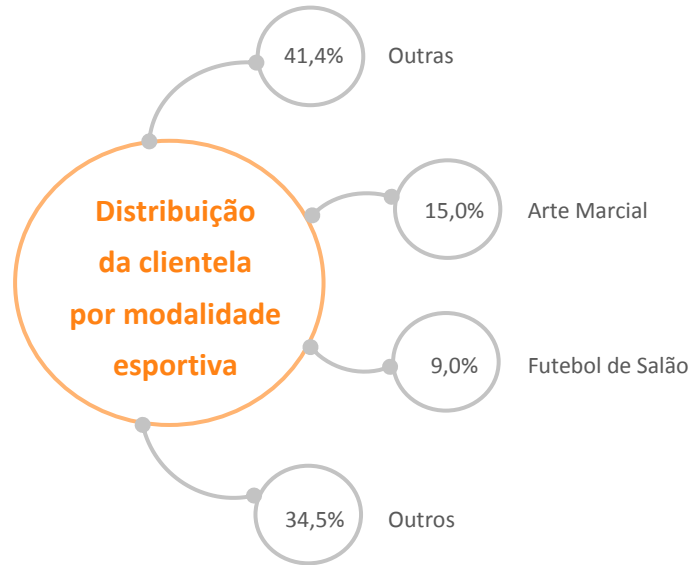 41,4% Outras
Distribuição
da clientela
por modalidade
esportiva
15,0% Arte Marcial
9,0% Futebol de Salão
34,5% Outros